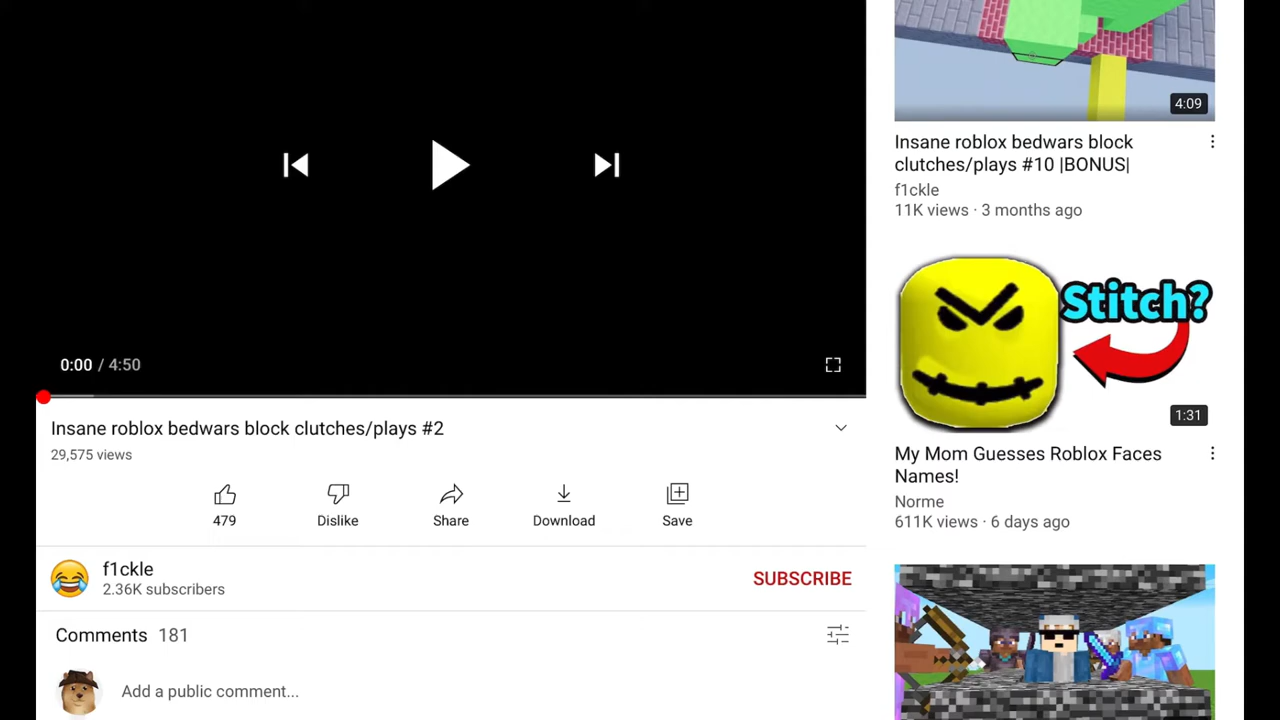 0:00 / 4:50
Insane roblox bedwars block clutches/plays #2
29,575 views
479
Dislike
Share
Download
Save
f1ckle
2.36K subscribers
SUBSCRIBE
Comments 181
Add a public comment...
4:09
Insane roblox bedwars block
clutches/plays #10 |BONUS|
f1ckle
11K views · 3 months ago
Stitch?
1:31
My Mom Guesses Roblox Faces
Names!
Norme
611K views · 6 days ago